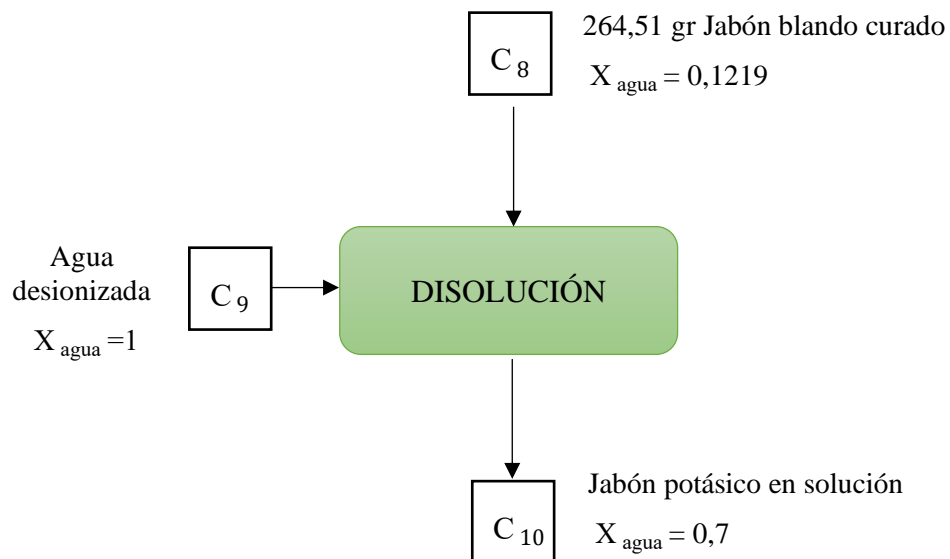 C 8
264,51 gr Jabón blando curado
X agua = 0,1219
Agua
desionizada
X agua =1
C 9
DISOLUCIÓN
C 10
Jabón potásico en solución
X agua = 0,7